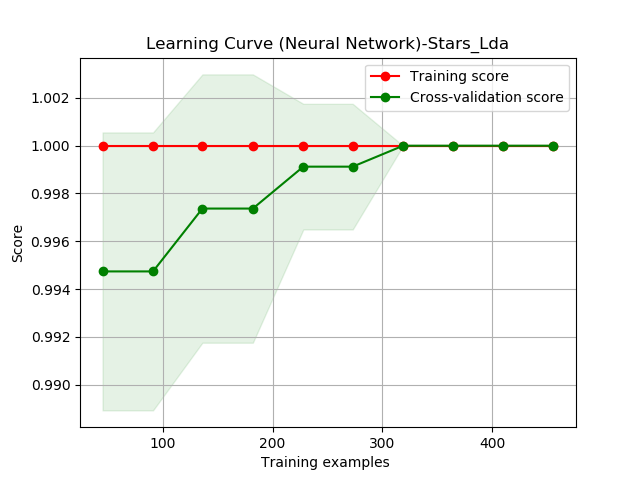 Learning Curve (Neural Network)-Stars_Lda
Training score
Cross-validation score
1.002
1.000
0.998
0.996
0.994
0.992
0.990
Score
100 200 300 400
Training examples